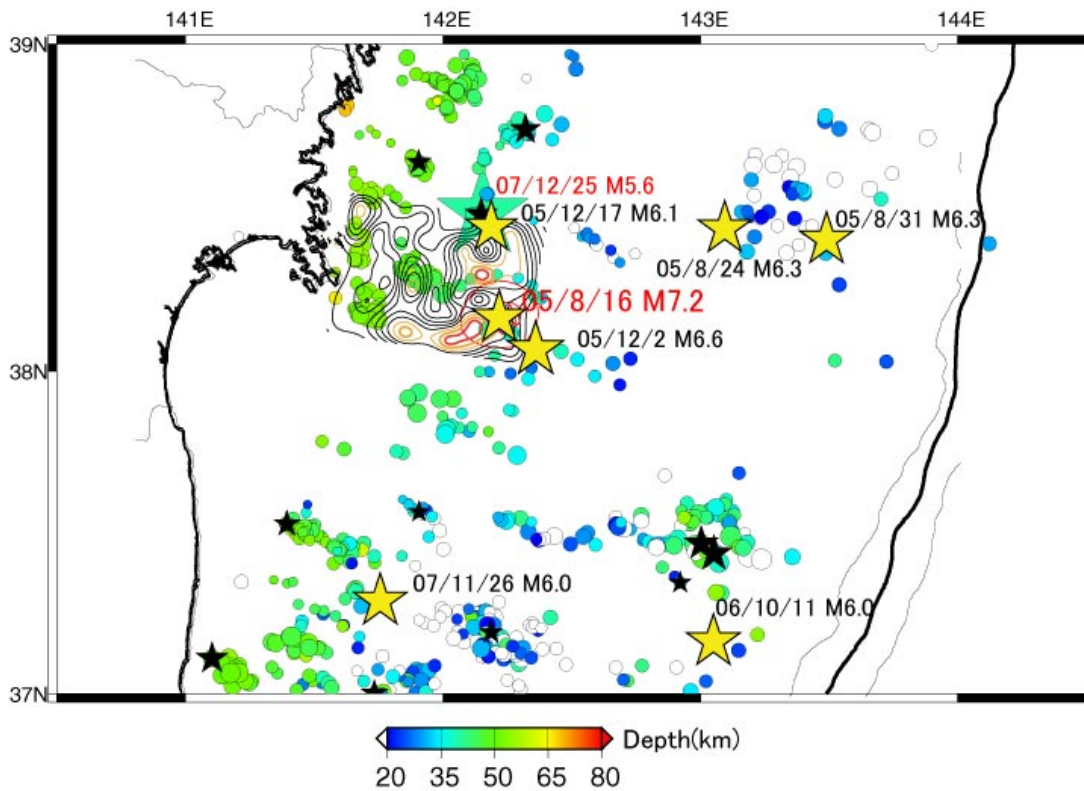 141E 142E 143E 144E
39N
07/12/25 M5.6
05/12/17 M6.1
05/8/31 M6.3
05/8/24 M6.3
05/8/16 M7.2
05/12/2 M6.6
38N
07/11/26 M6.0
06/10/11 M6.0
37N
Depth(km)
20 35 50 65 80